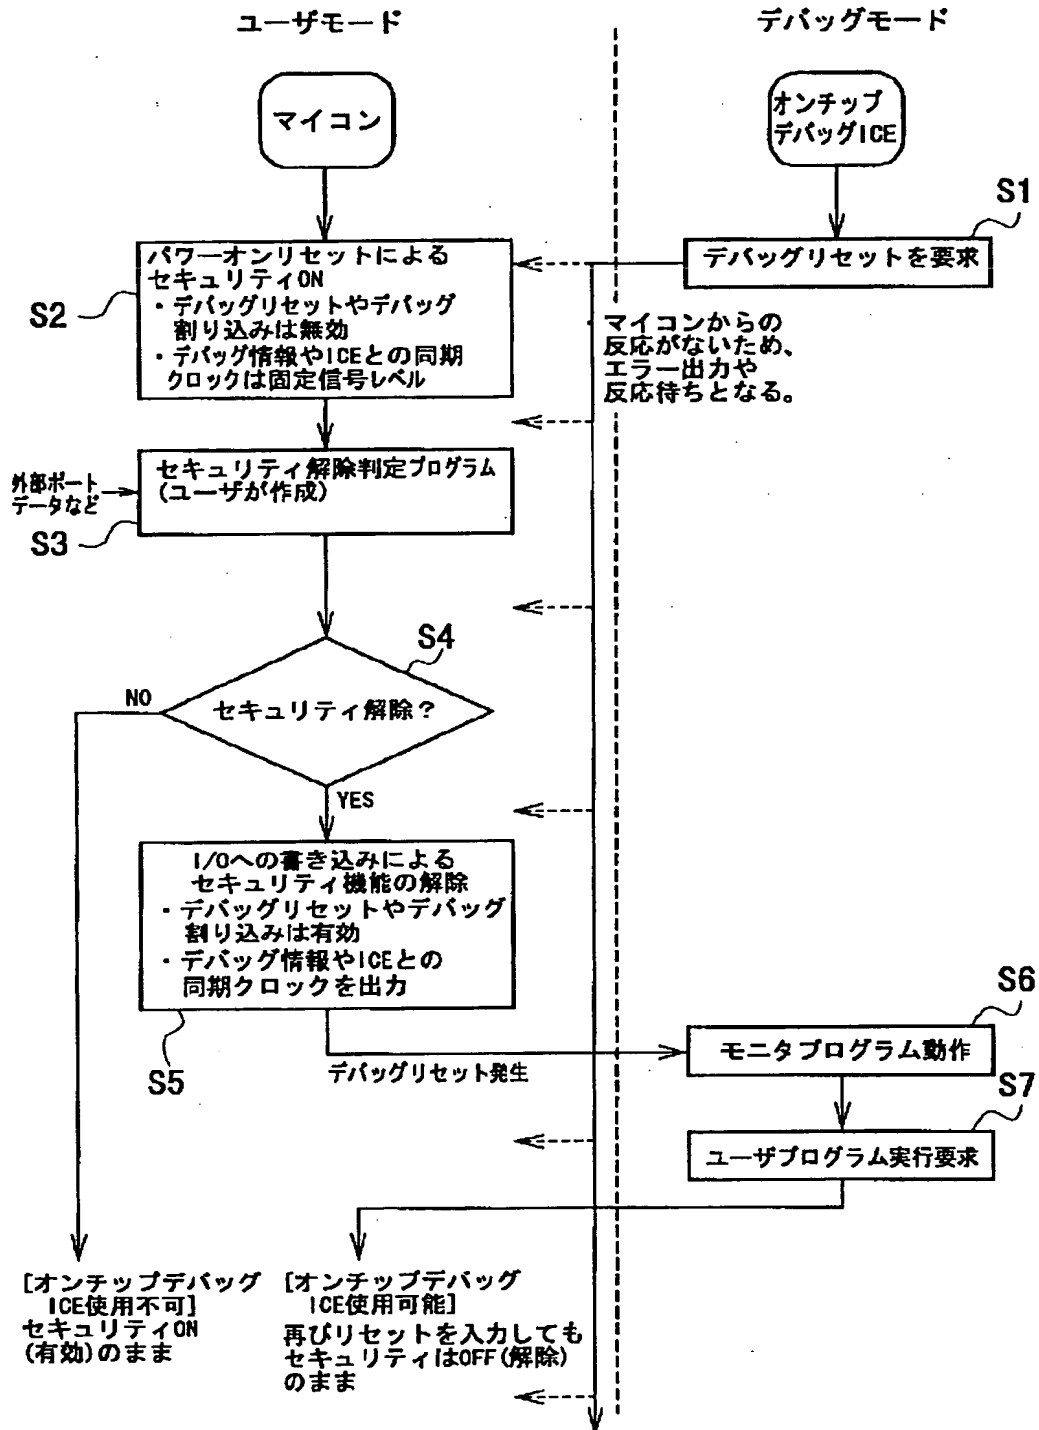 ユーザモード
デバッグモード
マイコン
オンチップ
デバッグICE
S1
デバッグリセットを要求
パワーオンリセットによる
セキュリティON
・デバッグリセットやデバッグ
割り込みは無効
・デバッグ情報やICEとの同期
クロックは固定信号レベル
S2
マイコンからの
反応がないため、
エラー出力や
反応待ちとなる。
セキュリティ解除判定プログラム
(ユーザが作成)
外部ポート
データなど
S3
S4
セキュリティ解除?
NO
YES
I/Oへの書き込みによる
セキュリティ機能の解除
・デバッグリセットやデバッグ
割り込みは有効
・デバッグ情報やICEとの
同期クロックを出力
S5
デバッグリセット発生
S6
モニタプログラム動作
S7
ユーザプログラム実行要求
[オンチップデバッグ
ICE使用不可]
セキュリティON
(有効)のまま
[オンチップデバッグ
ICE使用可能]
再びリセットを入力しても
セキュリティはOFF(解除)
のまま